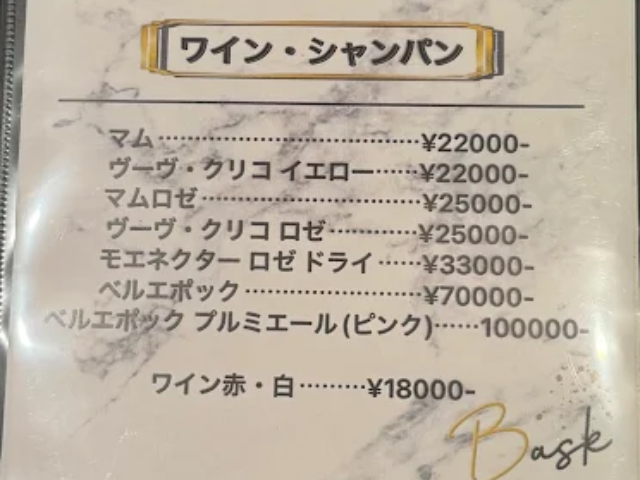 ワイン・シャンパン
マム……………………¥22000-
ヴーヴ・クリコ イエロー……¥22000-
マムロゼ…………………¥25000-
ヴーヴ・クリコ ロゼ…………¥25000-
モエネクター ロゼ ドライ……¥33000-
ベルエポック………………¥70000-
ベルエポック プルミエール(ピンク)……100000-
ワイン赤・白………¥18000-
Bask